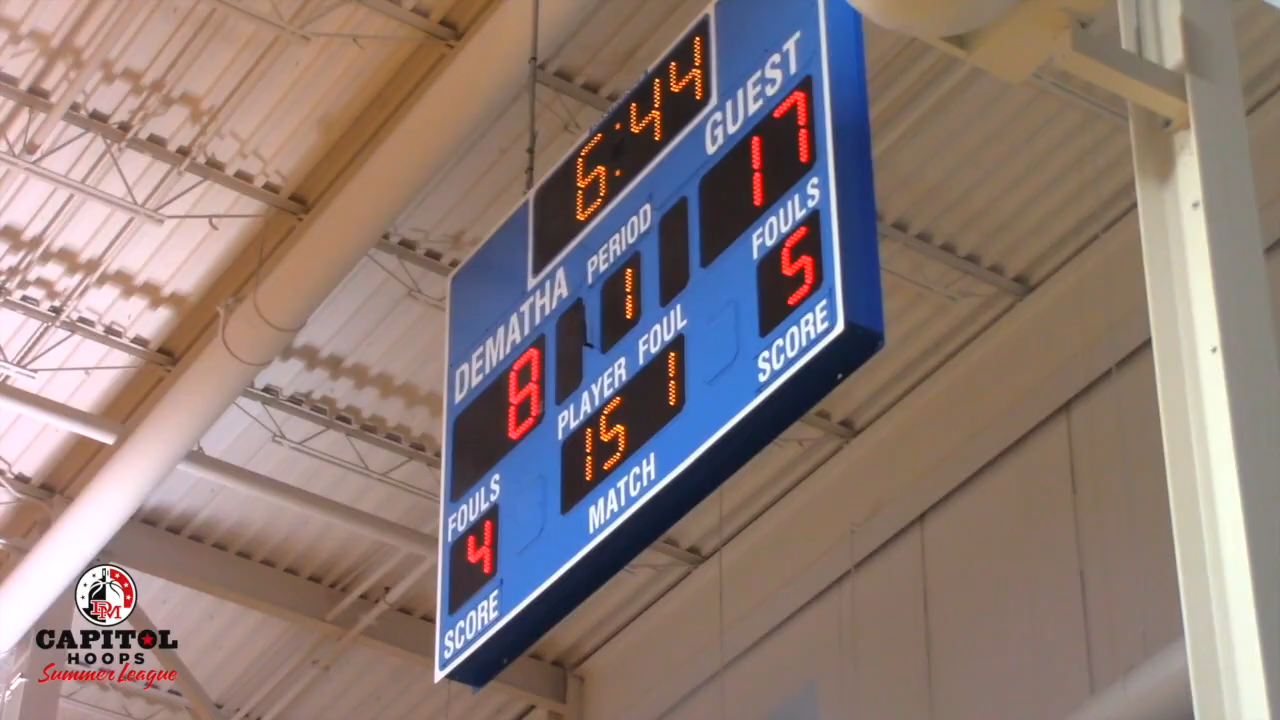 6:44
GUEST
17
DEMATHA
PERIOD
8
1
FOULS
5
PLAYER FOUL
15 1
SCORE
FOULS
4
MATCH
SCORE
DM
CAPITOL
HOOPS
Summer League